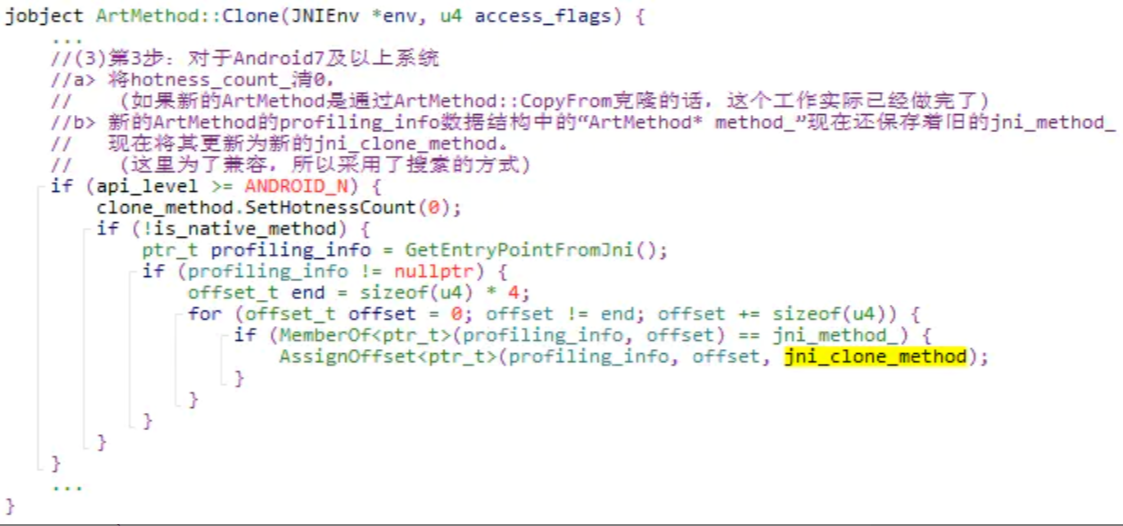 jobject ArtMethod::Clone(JNIEnv *env, u4 access_flags) {
...
//(3)第3步：对于Android7及以上系统
//a> 将hotness_count_清0，
// （如果新的ArtMethod是通过ArtMethod::CopyFrom克隆的话，这个工作实际已经做完了）
//b> 新的ArtMethod的profiling_info数据结构中的“ArtMethod* method_”现在还保存着旧的jni_method_
// 现在将其更新为新的jni_clone_method。
// （这里为了兼容，所以采用了搜索的方式）
if (api_level >= ANDROID_N) {
clone_method.SetHotnessCount(0);
if (!is_native_method) {
ptr_t profiling_info = GetEntryPointFromJni();
if (profiling_info != nullptr) {
offset_t end = sizeof(u4) * 4;
for (offset_t offset = 0; offset != end; offset += sizeof(u4)) {
if (MemberOf<ptr_t>(profiling_info, offset) == jni_method_) {
AssignOffset<ptr_t>(profiling_info, offset, jni_clone_method);
}
}
}
}
}
...
}